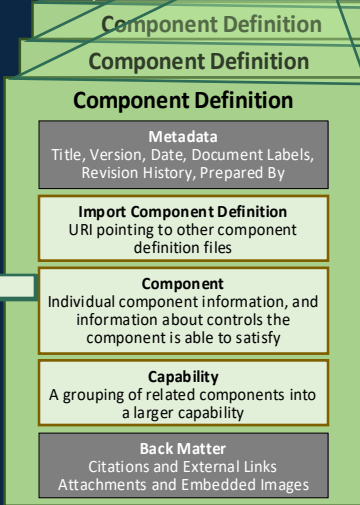 Component Definition
Component Definition
Component Definition
Metadata
Title, Version, Date, Document Labels,
Revision History, Prepared By
Import Component Definition
URI pointing to other component
definition files
Component
Individual component information, and
information about controls the
component is able to satisfy
Capability
A grouping of related components into
a larger capability
Back Matter
Citations and External Links
Attachments and Embedded Images